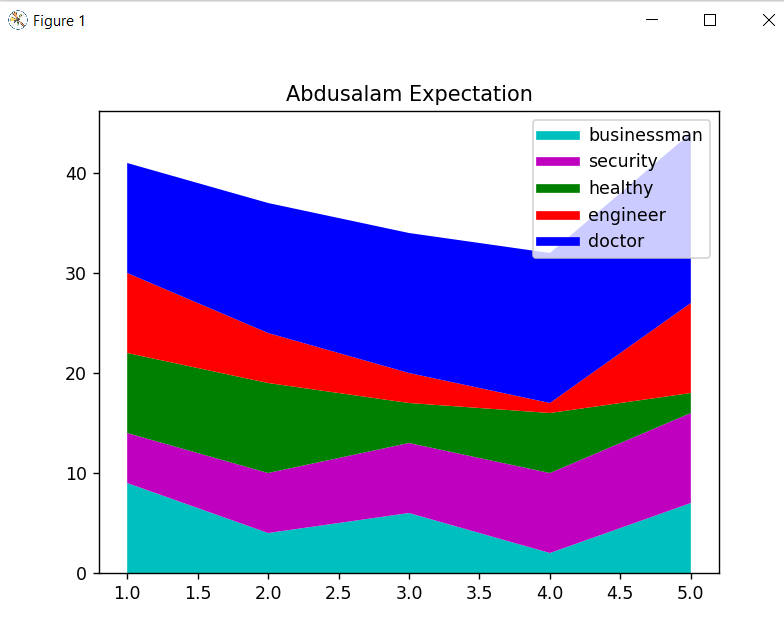 Figure 1
Abdusalam Expectation
businessman
security
healthy
engineer
doctor
40
30
20
10
0
1.0 1.5 2.0 2.5 3.0 3.5 4.0 4.5 5.0